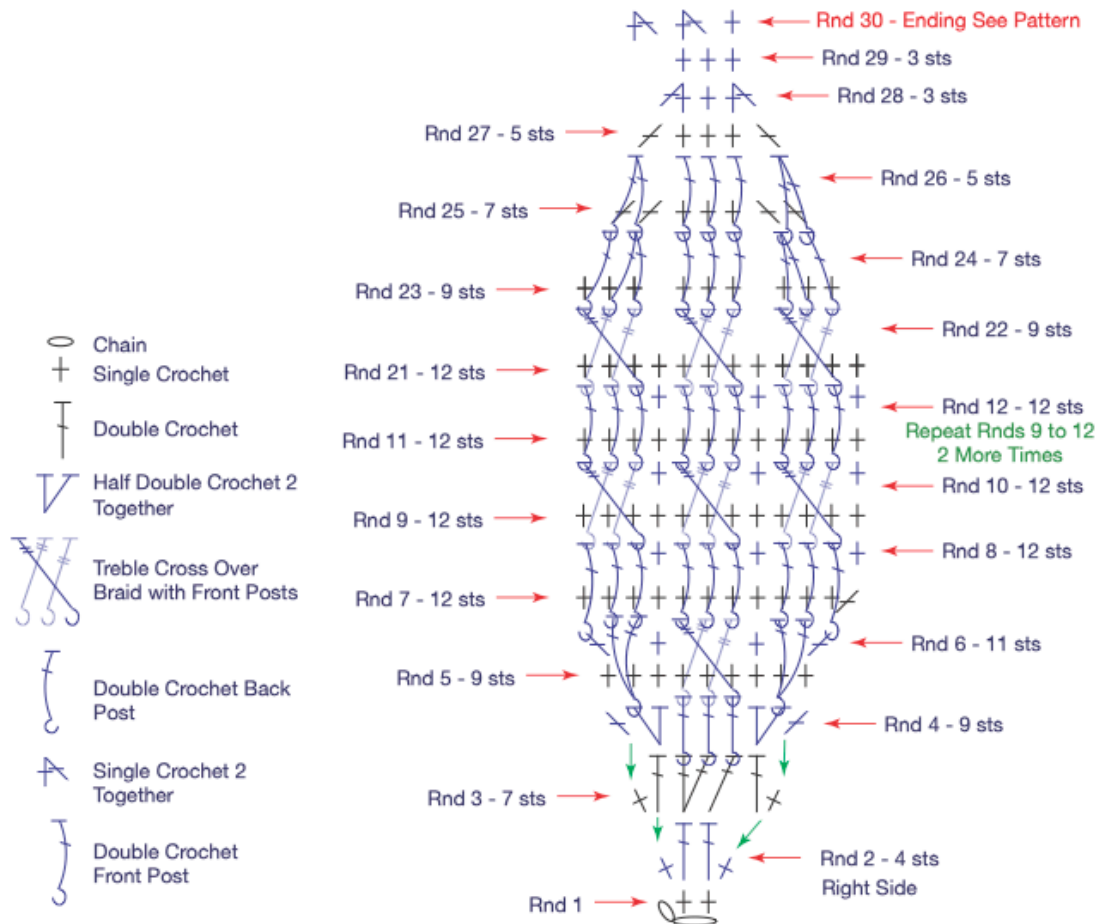 Rnd 30 - Ending See Pattern
Rnd 29 - 3 sts
Rnd 28 - 3 sts
Rnd 27 - 5 sts
Rnd 26 - 5 sts
Rnd 25 - 7 sts
Rnd 24 - 7 sts
Rnd 23 - 9 sts
Rnd 22 - 9 sts
Rnd 21 - 12 sts
Rnd 12 - 12 sts
Repeat Rnds 9 to 12
2 More Times
Rnd 11 - 12 sts
Rnd 10 - 12 sts
Rnd 9 - 12 sts
Rnd 8 - 12 sts
Rnd 7 - 12 sts
Rnd 6 - 11 sts
Rnd 5 - 9 sts
Rnd 4 - 9 sts
Rnd 3 - 7 sts
Rnd 2 - 4 sts
Right Side
Rnd 1
Chain
Single Crochet
Double Crochet
Half Double Crochet 2
Together
Treble Cross Over
Braid with Front Posts
Double Crochet Back
Post
Single Crochet 2
Together
Double Crochet
Front Post